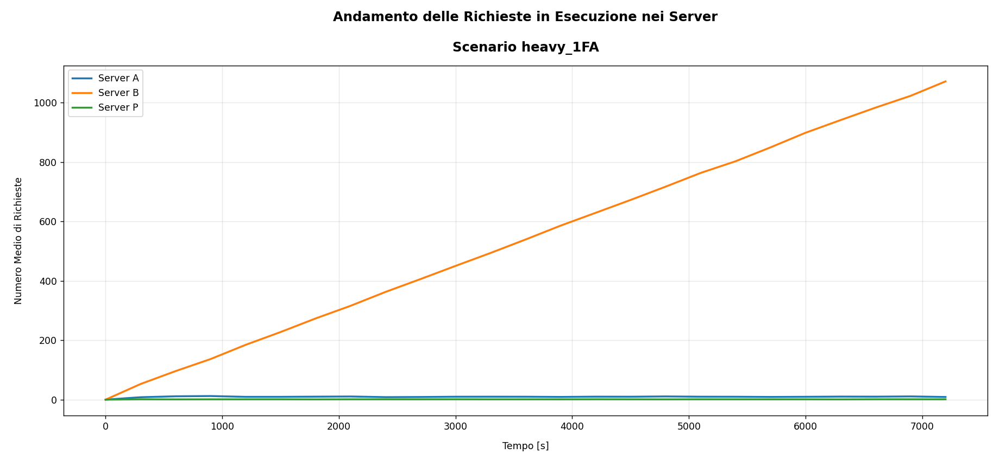 Andamento delle Richieste in Esecuzione nei Server
Scenario heavy_1FA
Server A
Server B
Server P
Numero Medio di Richieste
1000
800
600
400
200
0
0 1000 2000 3000 4000 5000 6000 7000
Tempo [s]